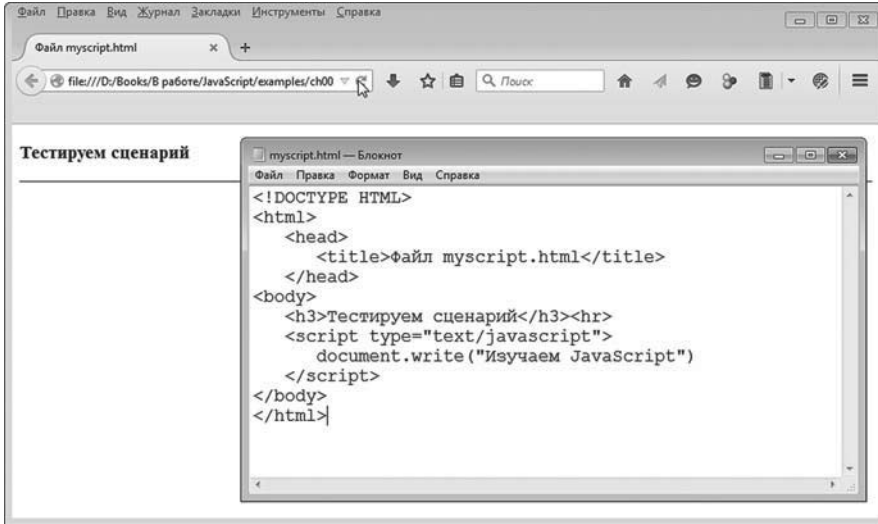 Файл Правка Вид Журнал Закладки Инструменты Справка
Файл myscript.html
file:///D:/Books/В работе/JavaScript/examples/ch00
Поиск
Тестируем сценарий
myscript.html — Блокнот
Файл Правка Формат Вид Справка
<!DOCTYPE HTML>
<html>
<head>
<title>Файл myscript.html</title>
</head>
<body>
<h3>Тестируем сценарий</h3><hr>
<script type="text/javascript">
document.write("Изучаем JavaScript")
</script>
</body>
</html>